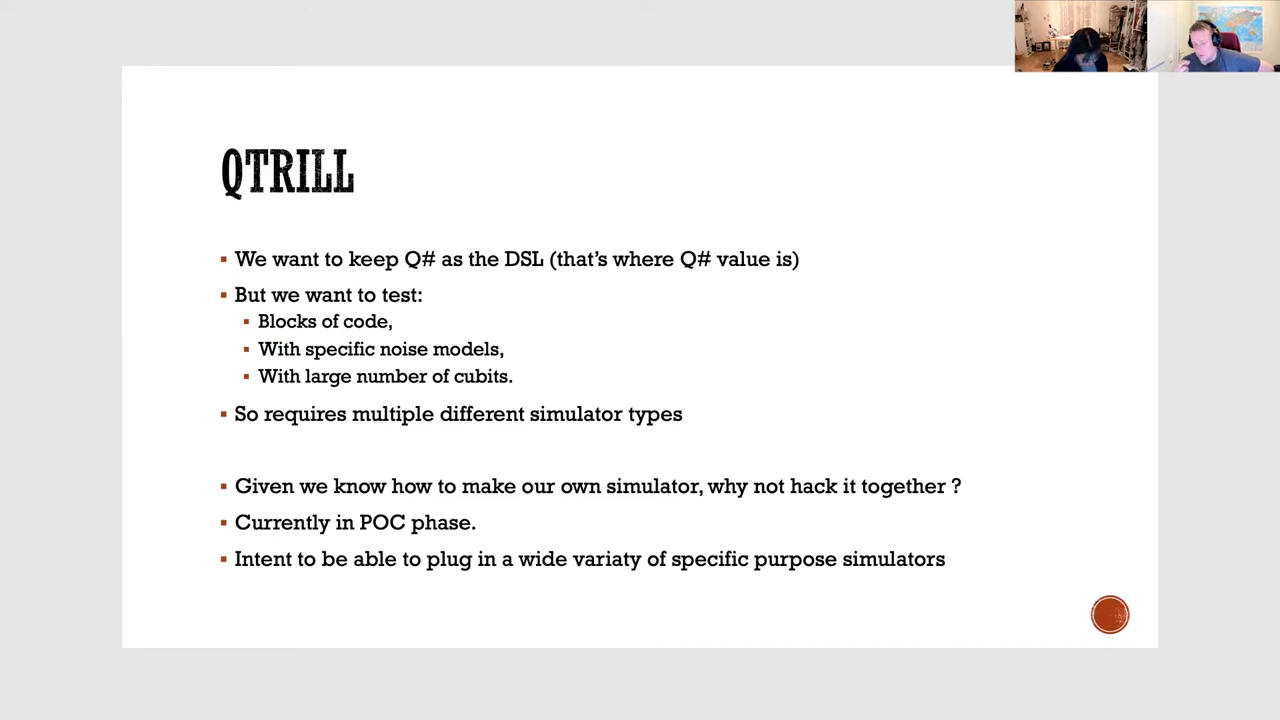 QTRILL
▪ We want to keep Q# as the DSL (that's where Q# value is)
▪ But we want to test:
▪ Blocks of code,
▪ With specific noise models,
▪ With large number of cubits.
▪ So requires multiple different simulator types
▪ Given we know how to make our own simulator, why not hack it together ?
▪ Currently in POC phase.
▪ Intent to be able to plug in a wide variaty of specific purpose simulators